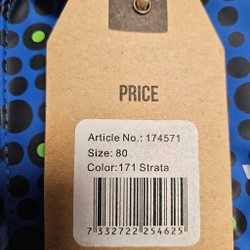 PRICE
Article No.: 174571
Size: 80
Color:171 Strata
7 332722 254625